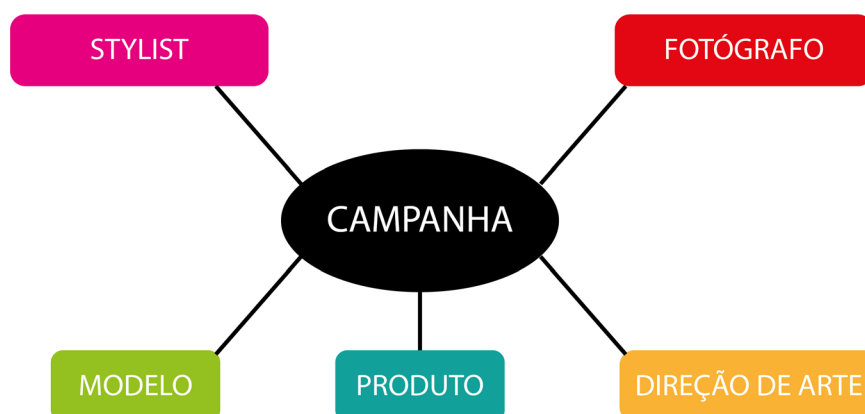 STYLIST
FOTÓGRAFO
CAMPANHA
MODELO
PRODUTO
DIREÇÃO DE ARTE